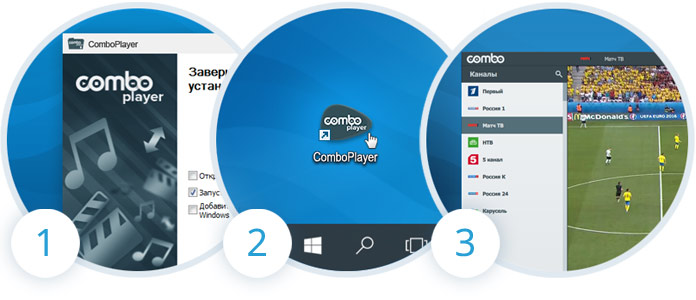 ComboPlayer
combo
player
Завер
устан
Откр
Запус
Добави
Windows
1
combo
player
ComboPlayer
2
combo
Матч ТВ
Каналы
Первый
Россия 1
Матч ТВ
НТВ
5 канал
Россия К
Россия 24
Карусель
McDonald's
UEFA EURO 2016
3